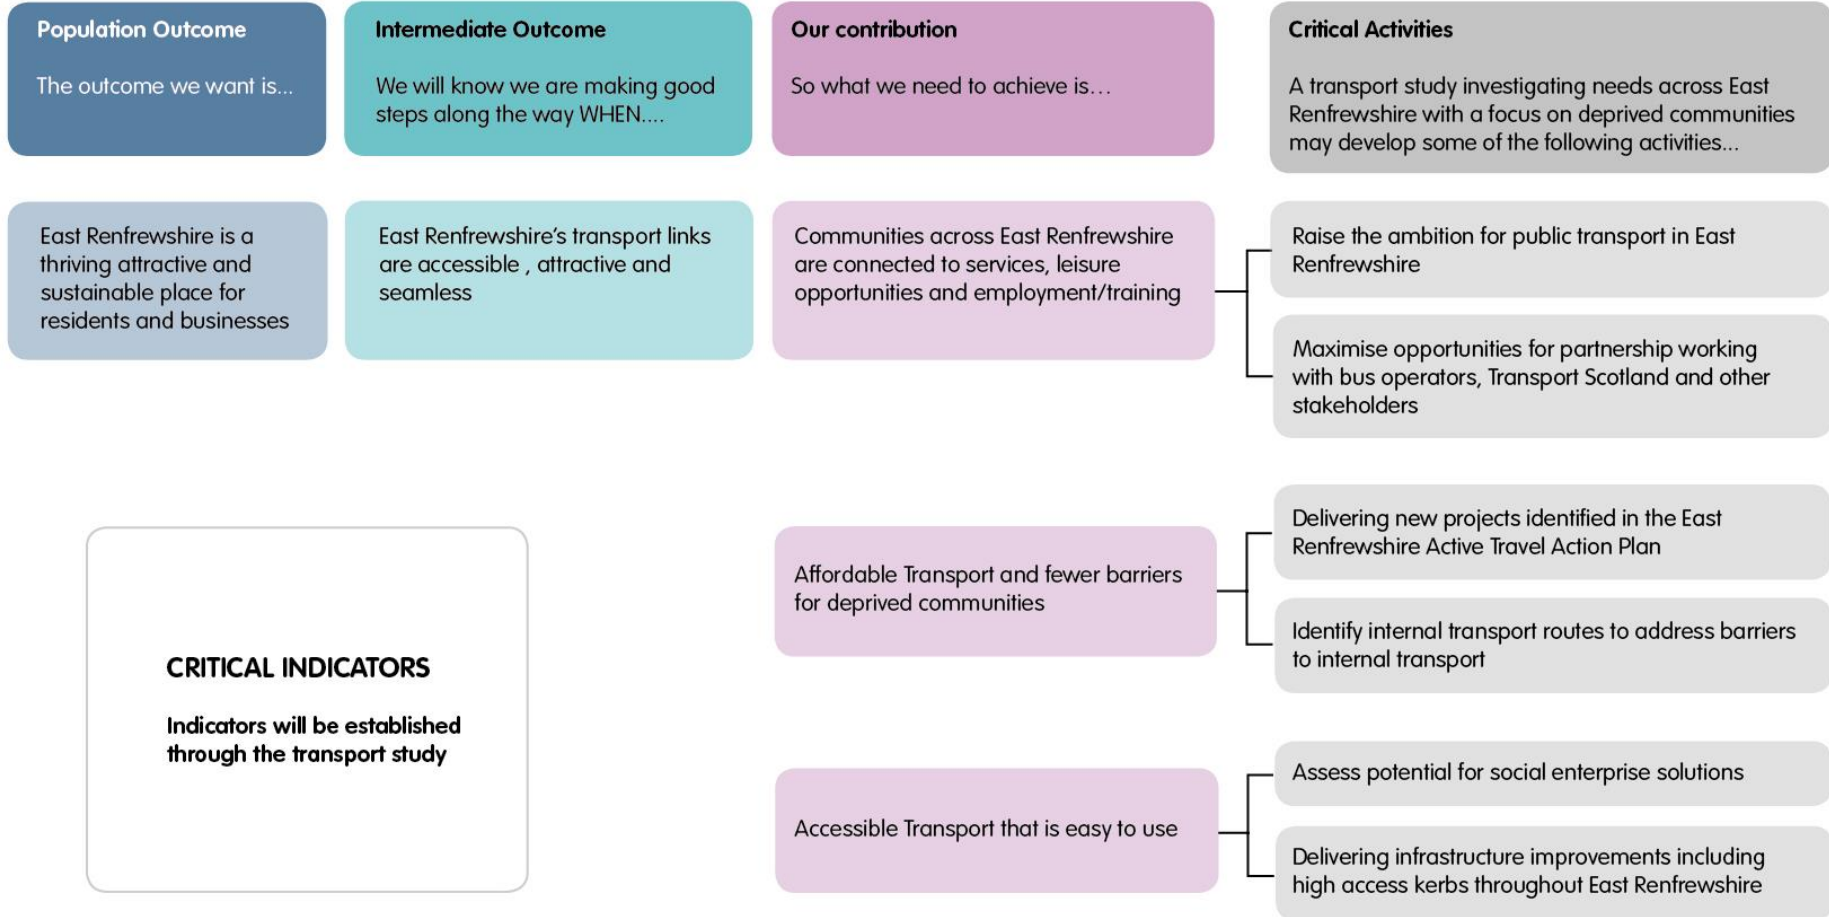 Population Outcome
The outcome we want is...
Intermediate Outcome
We will know we are making good
steps along the way WHEN....
Our contribution
So what we need to achieve is...
Critical Activities
A transport study investigating needs across East
Renfrewshire with a focus on deprived communities
may develop some of the following activities...
East Renfrewshire is a
thriving attractive and
sustainable place for
residents and businesses
East Renfrewshire's transport links
are accessible , attractive and
seamless
Communities across East Renfrewshire
are connected to services, leisure
opportunities and employment/training
Raise the ambition for public transport in East
Renfrewshire
Maximise opportunities for partnership working
with bus operators, Transport Scotland and other
stakeholders
CRITICAL INDICATORS
Indicators will be established
through the transport study
Affordable Transport and fewer barriers
for deprived communities
Delivering new projects identified in the East
Renfrewshire Active Travel Action Plan
Identify internal transport routes to address barriers
to internal transport
Accessible Transport that is easy to use
Assess potential for social enterprise solutions
Delivering infrastructure improvements including
high access kerbs throughout East Renfrewshire